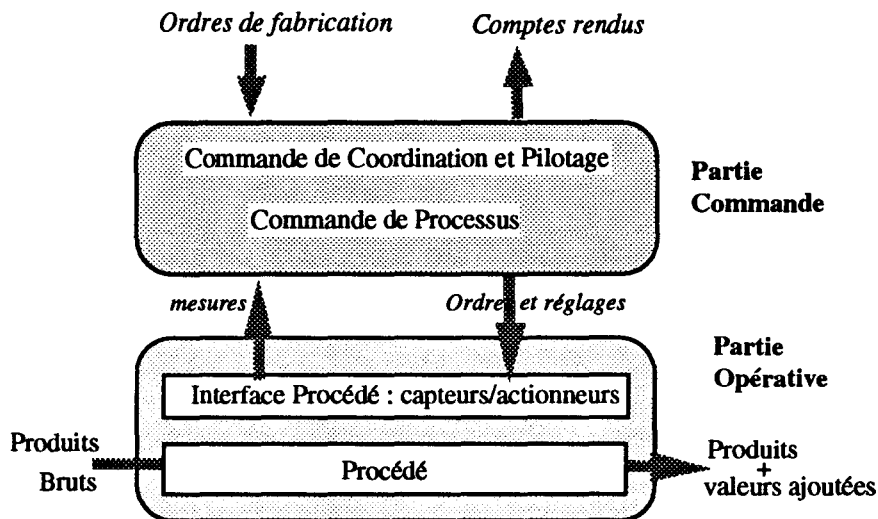 Ordres de fabrication
Comptes rendus
Commande de Coordination et Pilotage
Commande de Processus
Partie
Commande
mesures
Ordres et réglages
Partie
Opérative
Interface Procédé : capteurs/actionneurs
Produits
Bruts
Procédé
Produits
+
valeurs ajoutées